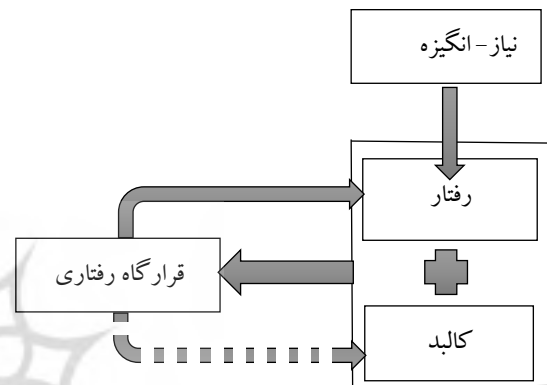 نیاز – انگیزه
رفتار
قرارگاه رفتاری
کالبد